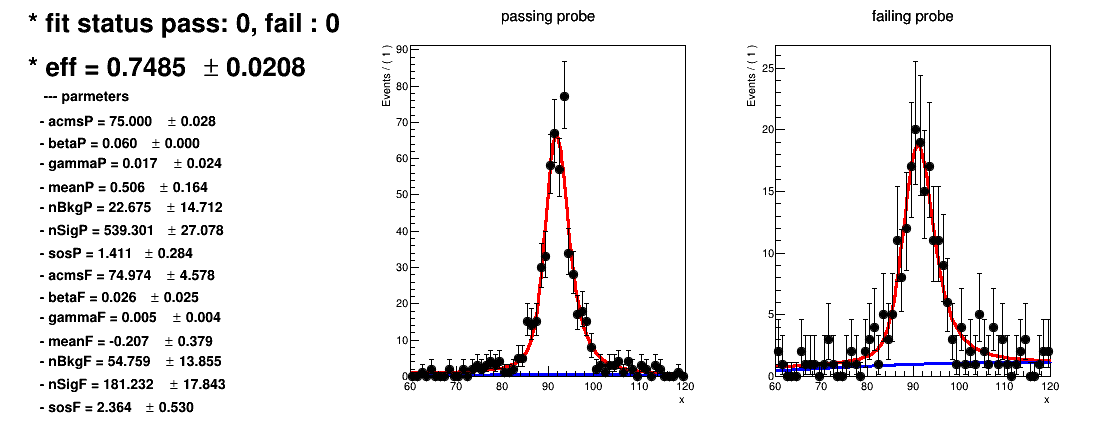 * fit status pass: 0, fail : 0
* eff = 0.7485 ± 0.0208
--- parmeters
- acmsP = 75.000 ± 0.028
- betaP = 0.060 ± 0.000
- gammaP = 0.017 ± 0.024
- meanP = 0.506 ± 0.164
- nBkgP = 22.675 ± 14.712
- nSigP = 539.301 ± 27.078
- sosP = 1.411 ± 0.284
- acmsF = 74.974 ± 4.578
- betaF = 0.026 ± 0.025
- gammaF = 0.005 ± 0.004
- meanF = -0.207 ± 0.379
- nBkgF = 54.759 ± 13.855
- nSigF = 181.232 ± 17.843
- sosF = 2.364 ± 0.530
passing probe
Events / ( 1 )
90
80
70
60
50
40
30
20
10
0
60 70 80 90 100 110 120
x
failing probe
Events / ( 1 )
25
20
15
10
5
0
60 70 80 90 100 110 120
x